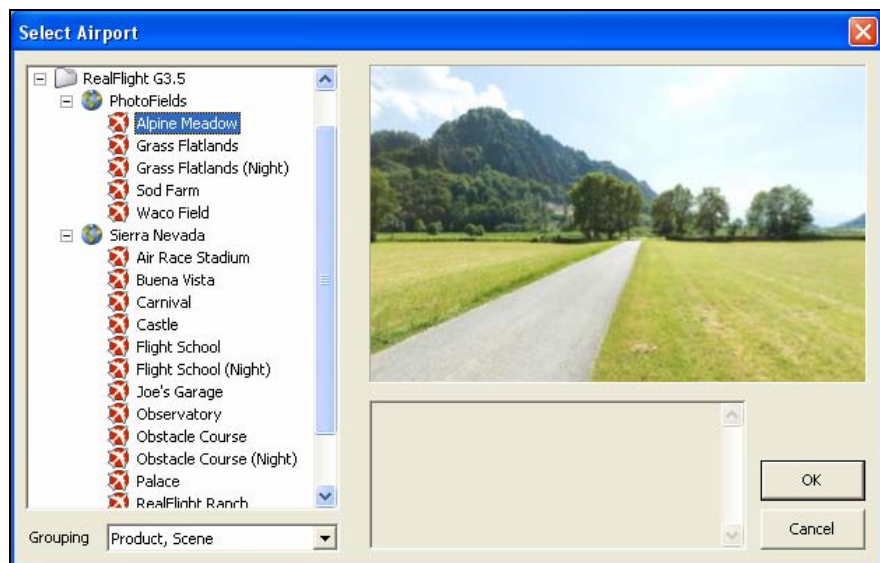 Select Airport
RealFlight G3.5
PhotoFields
Alpine Meadow
Grass Flatlands
Grass Flatlands (Night)
Sod Farm
Waco Field
Sierra Nevada
Air Race Stadium
Buena Vista
Carnival
Castle
Flight School
Flight School (Night)
Joe's Garage
Observatory
Obstacle Course
Obstacle Course (Night)
Palace
RealFlight Ranch
Grouping
Product, Scene
OK
Cancel